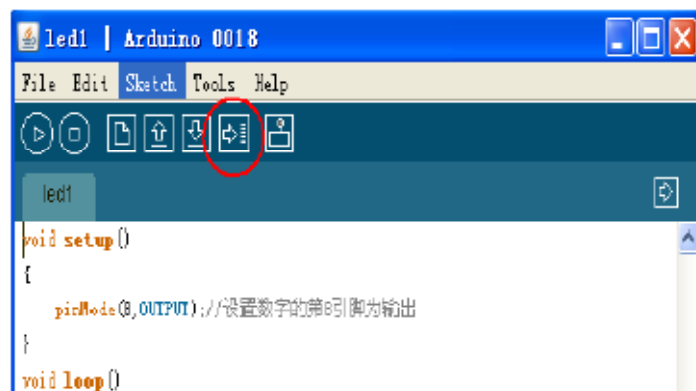 led1 | Arduino 0018
File Edit Sketch Tools Help
led1
void setup()
{
pinMode(8,OUTPUT);//设置数字的第8引脚为输出
}
void loop()